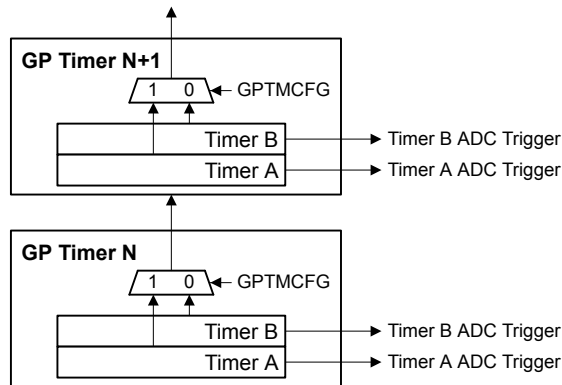 GP Timer N+1
1 0 GPTMCFG
Timer B Timer B ADC Trigger
Timer A Timer A ADC Trigger
GP Timer N
1 0 GPTMCFG
Timer B Timer B ADC Trigger
Timer A Timer A ADC Trigger